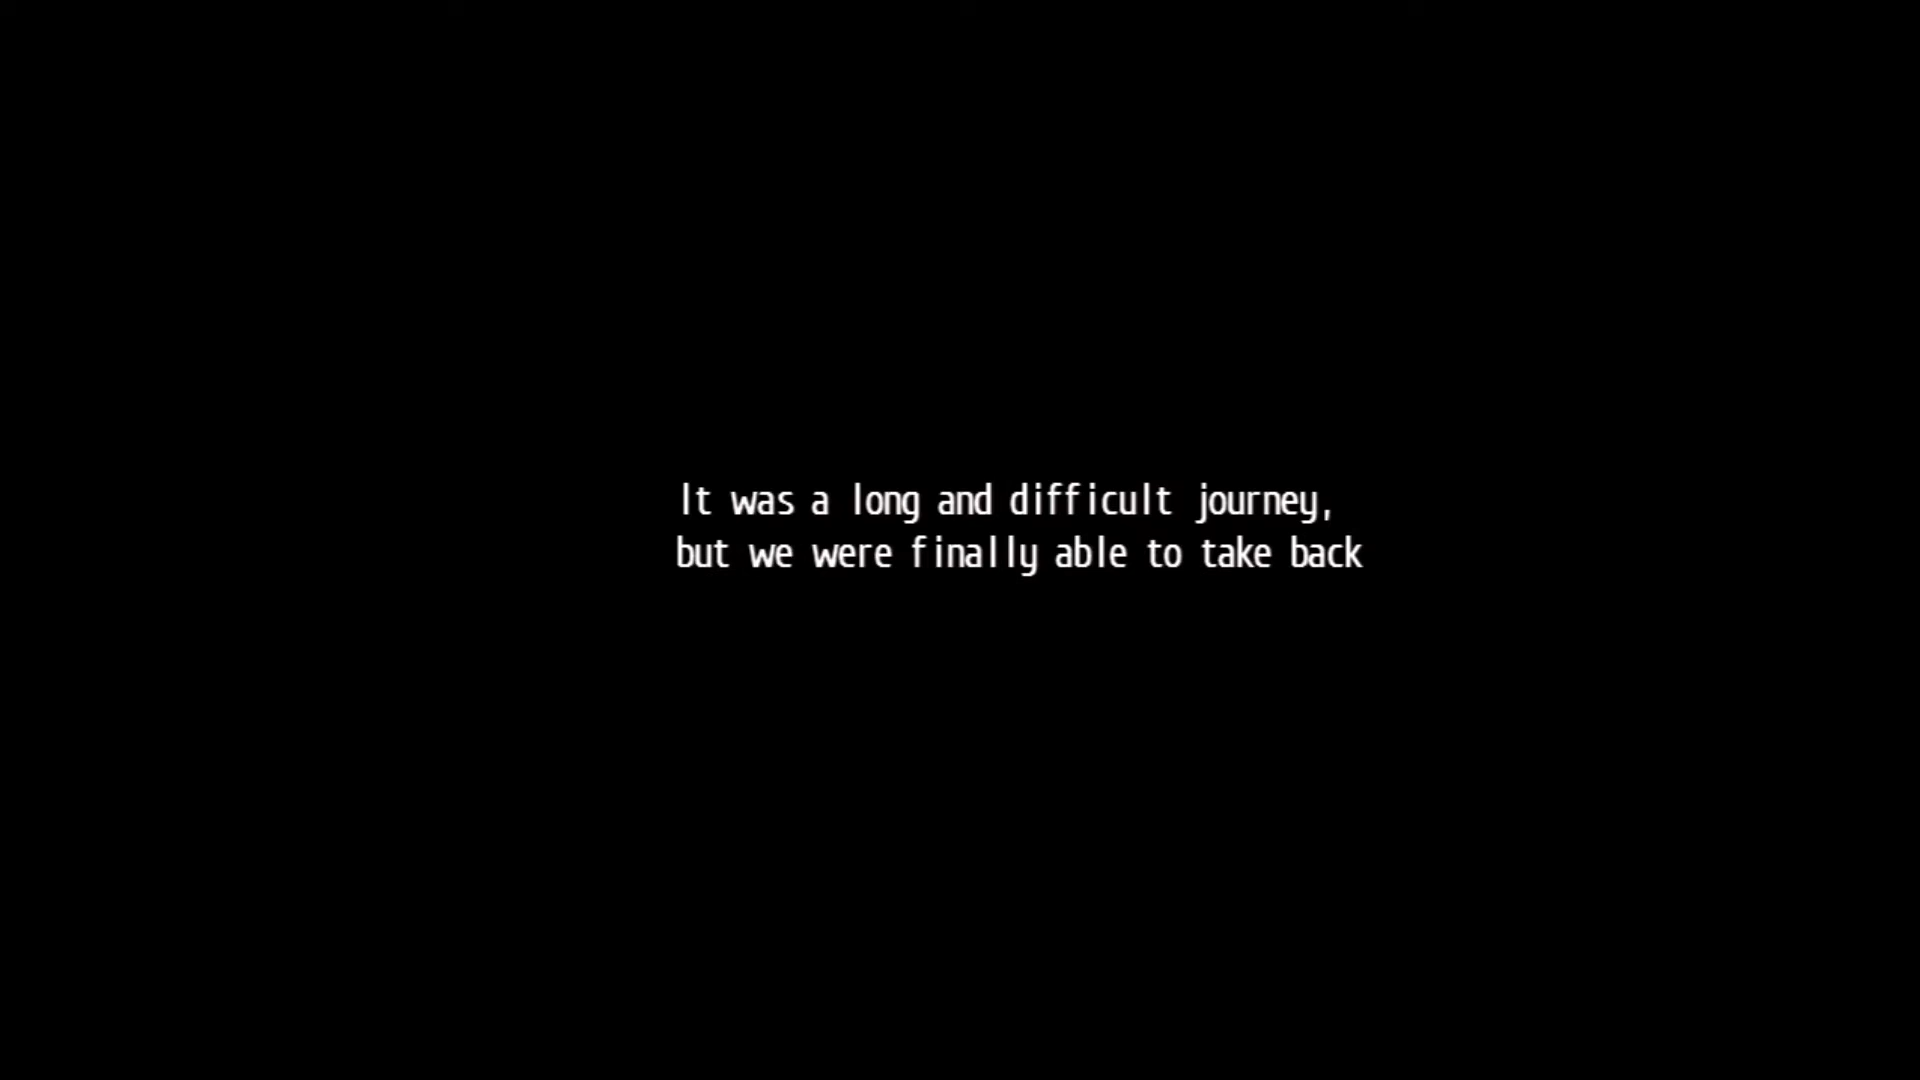 It was a long and difficult journey,
but we were finally able to take back